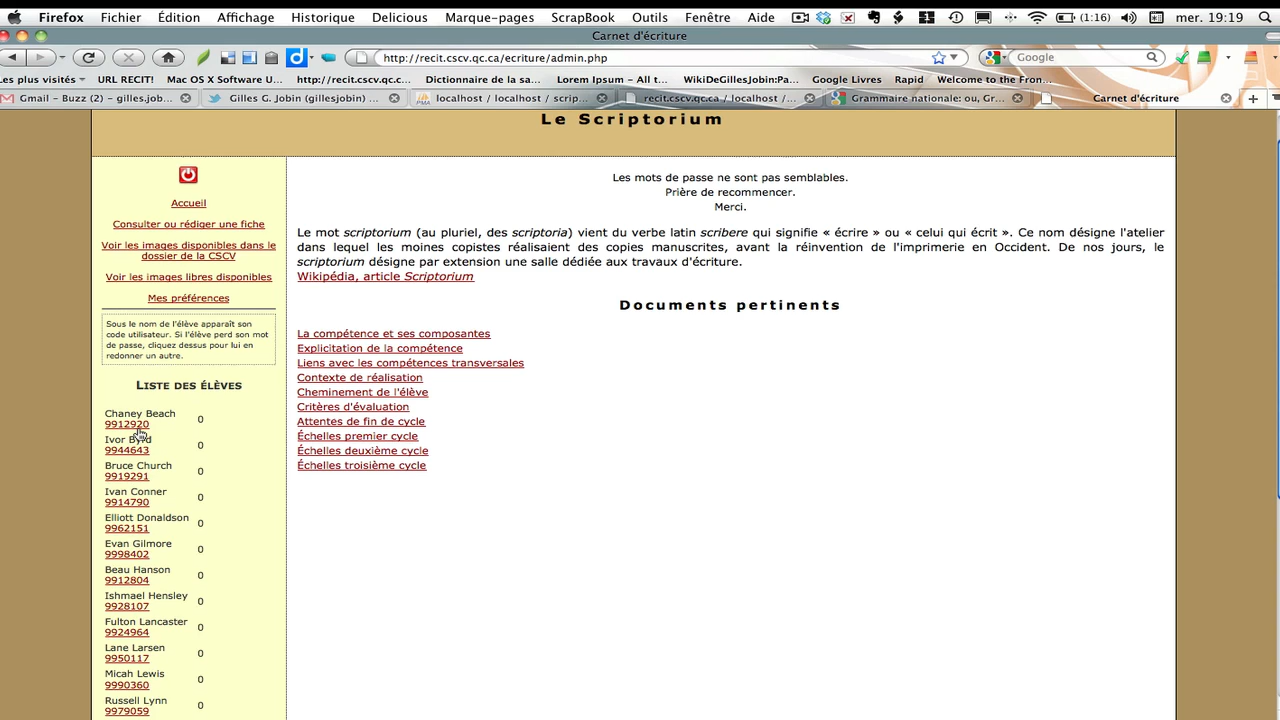 Firefox Fichier Édition Affichage Historique Delicious Marque-pages ScrapBook Outils Fenêtre Aide (1:16) mer. 19:19
Carnet d'écriture
http://recit.cscv.qc.ca/ecriture/admin.php Google
es plus visités URL RECIT! Mac OS X Software U... http://recit.cscv.qc.c... Dictionnaire de la sa... Lorem Ipsum - All t... WikiDeGillesJobin:Pa... Google Livres Rapid Welcome to the Fron...
Gmail - Buzz (2) - gilles.job... Gilles G. Jobin (gillesjobin) ... localhost / localhost / scrip... recit.cscv.qc.ca / localhost /... Grammaire nationale: ou, Gr... Carnet d'écriture
Le Scriptorium
Accueil
Consulter ou rédiger une fiche
Voir les images disponibles dans le
dossier de la CSCV
Voir les images libres disponibles
Mes préférences
Sous le nom de l'élève apparaît son
code utilisateur. Si l'élève perd son mot
de passe, cliquez dessus pour lui en
redonner un autre.
Liste des élèves
Chaney Beach
9912920 0
Ivor Byrd
9944643 0
Bruce Church
9919291 0
Ivan Conner
9914790 0
Elliott Donaldson
9962151 0
Evan Gilmore
9998402 0
Beau Hanson
9912804 0
Ishmael Hensley
9928107 0
Fulton Lancaster
9924964 0
Lane Larsen
9950117 0
Micah Lewis
9990360 0
Russell Lynn
9979059 0
Les mots de passe ne sont pas semblables.
Prière de recommencer.
Merci.
Le mot scriptorium (au pluriel, des scriptoria) vient du verbe latin scribere qui signifie « écrire » ou « celui qui écrit ». Ce nom désigne l'atelier
dans lequel les moines copistes réalisaient des copies manuscrites, avant la réinvention de l'imprimerie en Occident. De nos jours, le
scriptorium désigne par extension une salle dédiée aux travaux d'écriture.
Wikipédia, article Scriptorium
Documents pertinents
La compétence et ses composantes
Explicitation de la compétence
Liens avec les compétences transversales
Contexte de réalisation
Cheminement de l'élève
Critères d'évaluation
Attentes de fin de cycle
Échelles premier cycle
Échelles deuxième cycle
Échelles troisième cycle